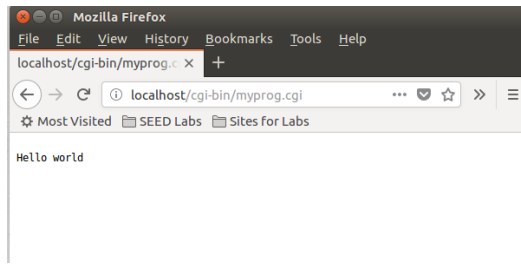 Mozilla Firefox
File Edit View History Bookmarks Tools Help
localhost/cgi-bin/myprog.c
localhost/cgi-bin/myprog.cgi
Most Visited SEED Labs Sites for Labs
Hello world